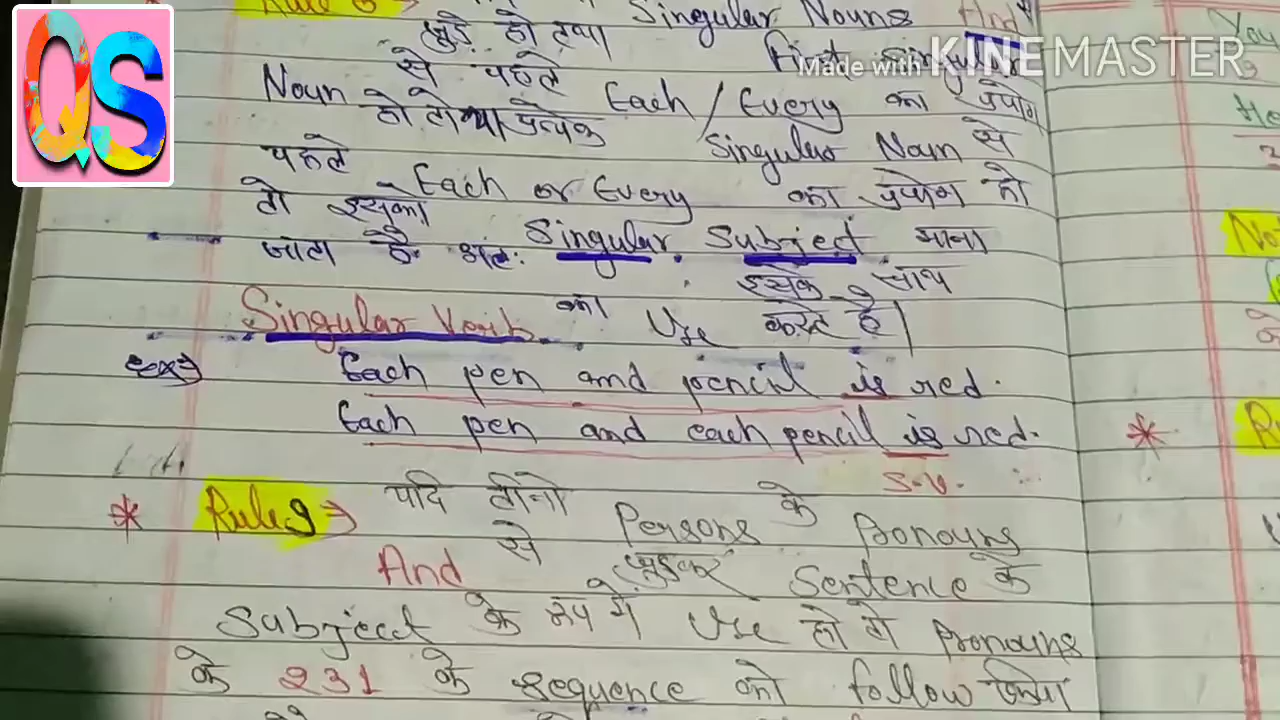 QS
Made with KINEMASTER
Singular Nouns And
जुड़े हो तथा First Singular
Noun से पहले Each / Every का प्रयोग
हो तो या प्रत्येक Singular Noun से
पहले Each or Every का प्रयोग हो
तो इसको Singular Subject माना
जाता है अतः इसके साथ
Singular Verb का Use करते है।
Each pen and pencil is red.
Each pen and each pencil is red.
S.V.
* Rule 9 → यदि तीनो Persons के Pronouns
And से जुड़कर Sentence के
Subject के रूप में Use हो तो Pronouns
के 231 के sequence को follow किया
You
* R